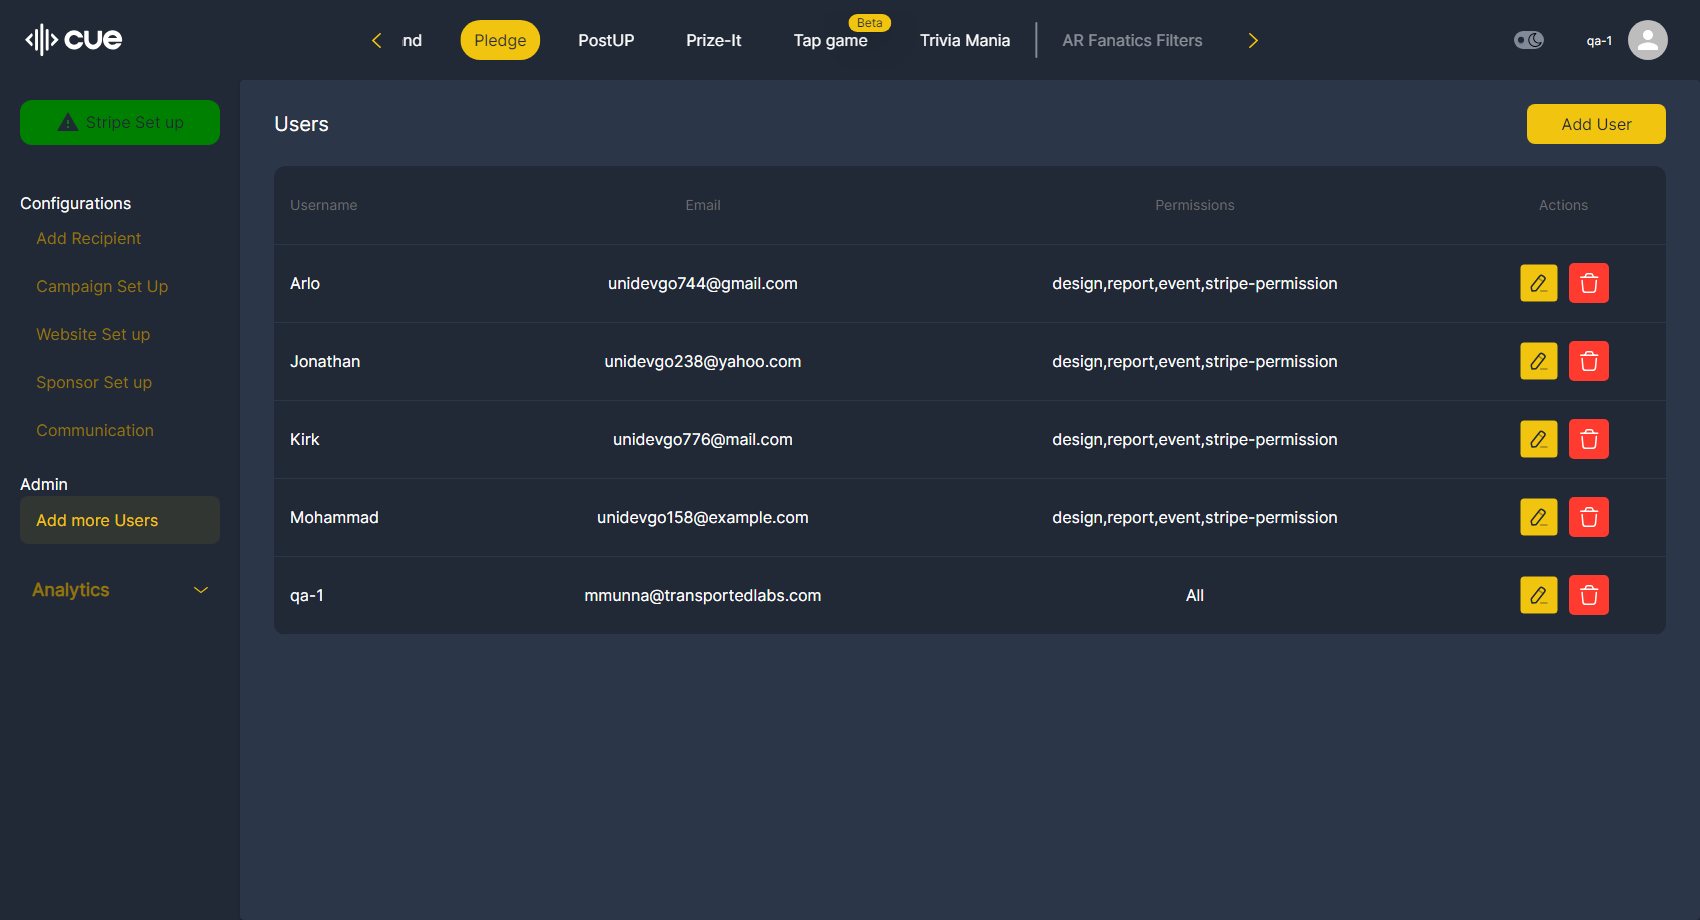 cue
nd
Pledge
PostUP
Prize-It
Tap game
Beta
Trivia Mania
AR Fanatics Filters
qa-1
Stripe Set up
Configurations
Add Recipient
Campaign Set Up
Website Set up
Sponsor Set up
Communication
Admin
Add more Users
Analytics
Users
Add User
Username Email Permissions Actions
Arlo unidevgo744@gmail.com design,report,event,stripe-permission
Jonathan unidevgo238@yahoo.com design,report,event,stripe-permission
Kirk unidevgo776@mail.com design,report,event,stripe-permission
Mohammad unidevgo158@example.com design,report,event,stripe-permission
qa-1 mmunna@transportedlabs.com All